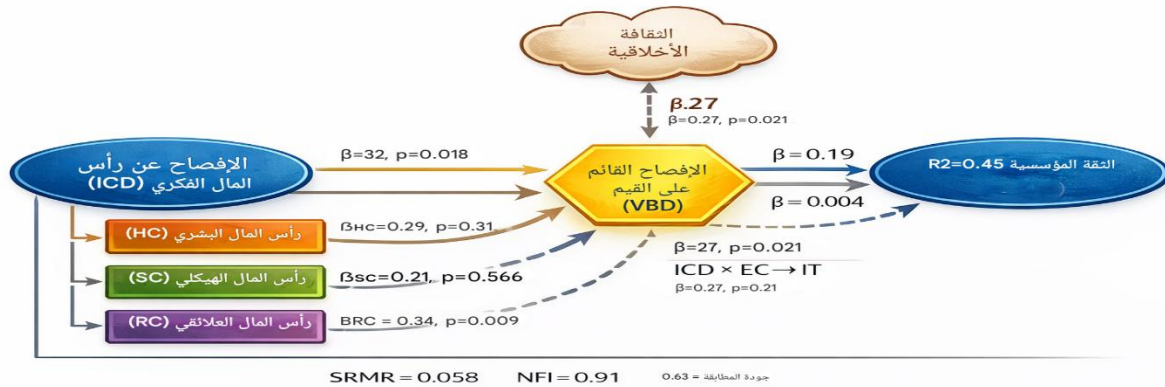 الثقافة
الأخلاقية
β.27
β=0.27, p=0.021
الإفصاح عن رأس
المال الفكري (ICD)
β=32, p=0.018
الإفصاح القائم
على القيم
(VBD)
β=0.19
β=0.004
الثقة المؤسسية R2=0.45
رأس المال البشري (HC)
βHC=0.29, p=0.31
رأس المال الهيكلي (SC)
βsc=0.21, p=0.566
رأس المال العلائقي (RC)
BRC = 0.34, p=0.009
β=27, p=0.021
ICD × EC → IT
β=0.27, p=0.21
SRMR = 0.058 NFI = 0.91 جودة المطابقة = 0.63